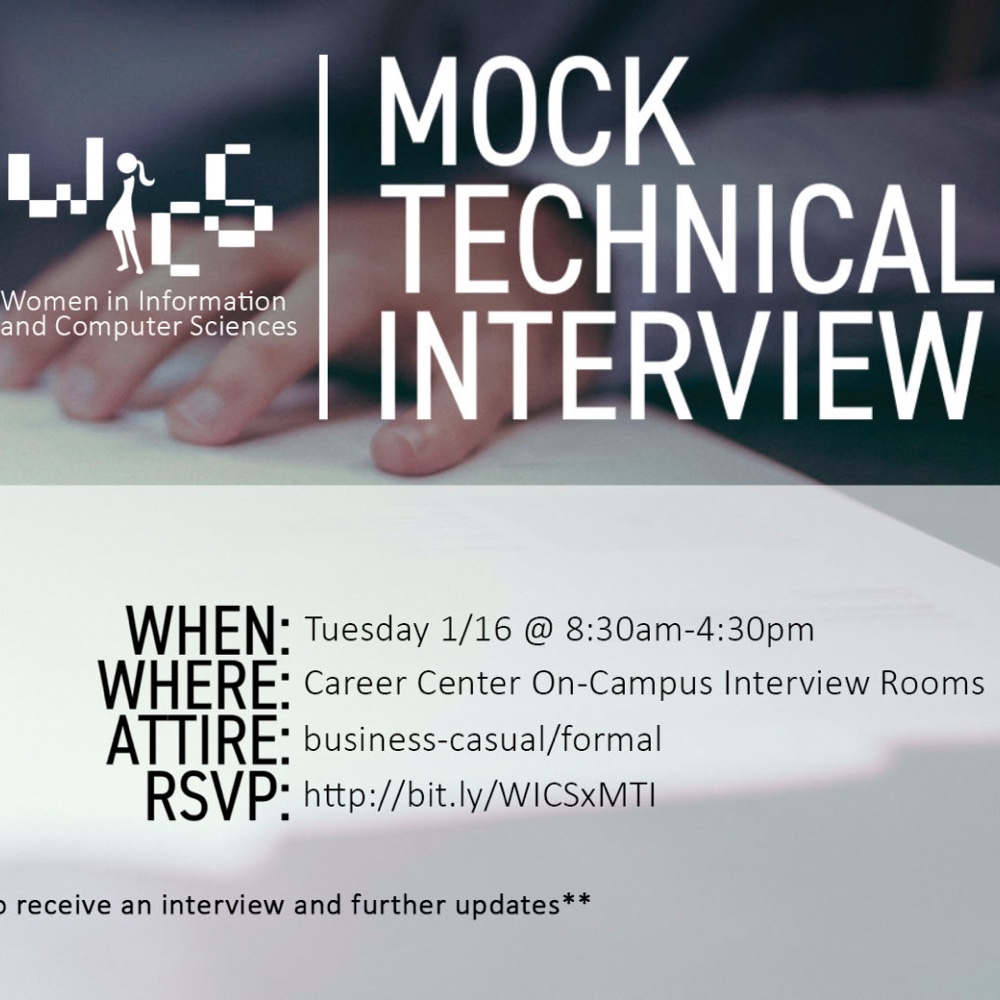 WiCS
Women in Information
and Computer Sciences
MOCK
TECHNICAL
INTERVIEW
WHEN: Tuesday 1/16 @ 8:30am-4:30pm
WHERE: Career Center On-Campus Interview Rooms
ATTIRE: business-casual/formal
RSVP: http://bit.ly/WICSxMTI
receive an interview and further updates**